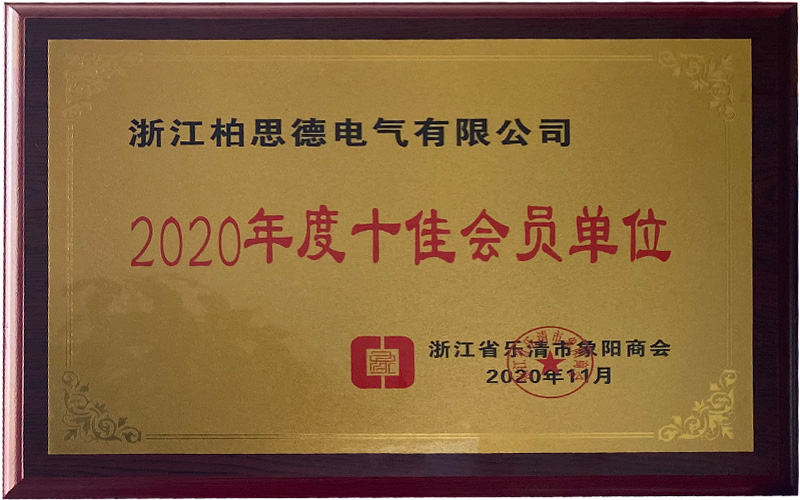 浙江柏思德电气有限公司
2020年度十佳会员单位
浙江省乐清市象阳商会
2020年11月